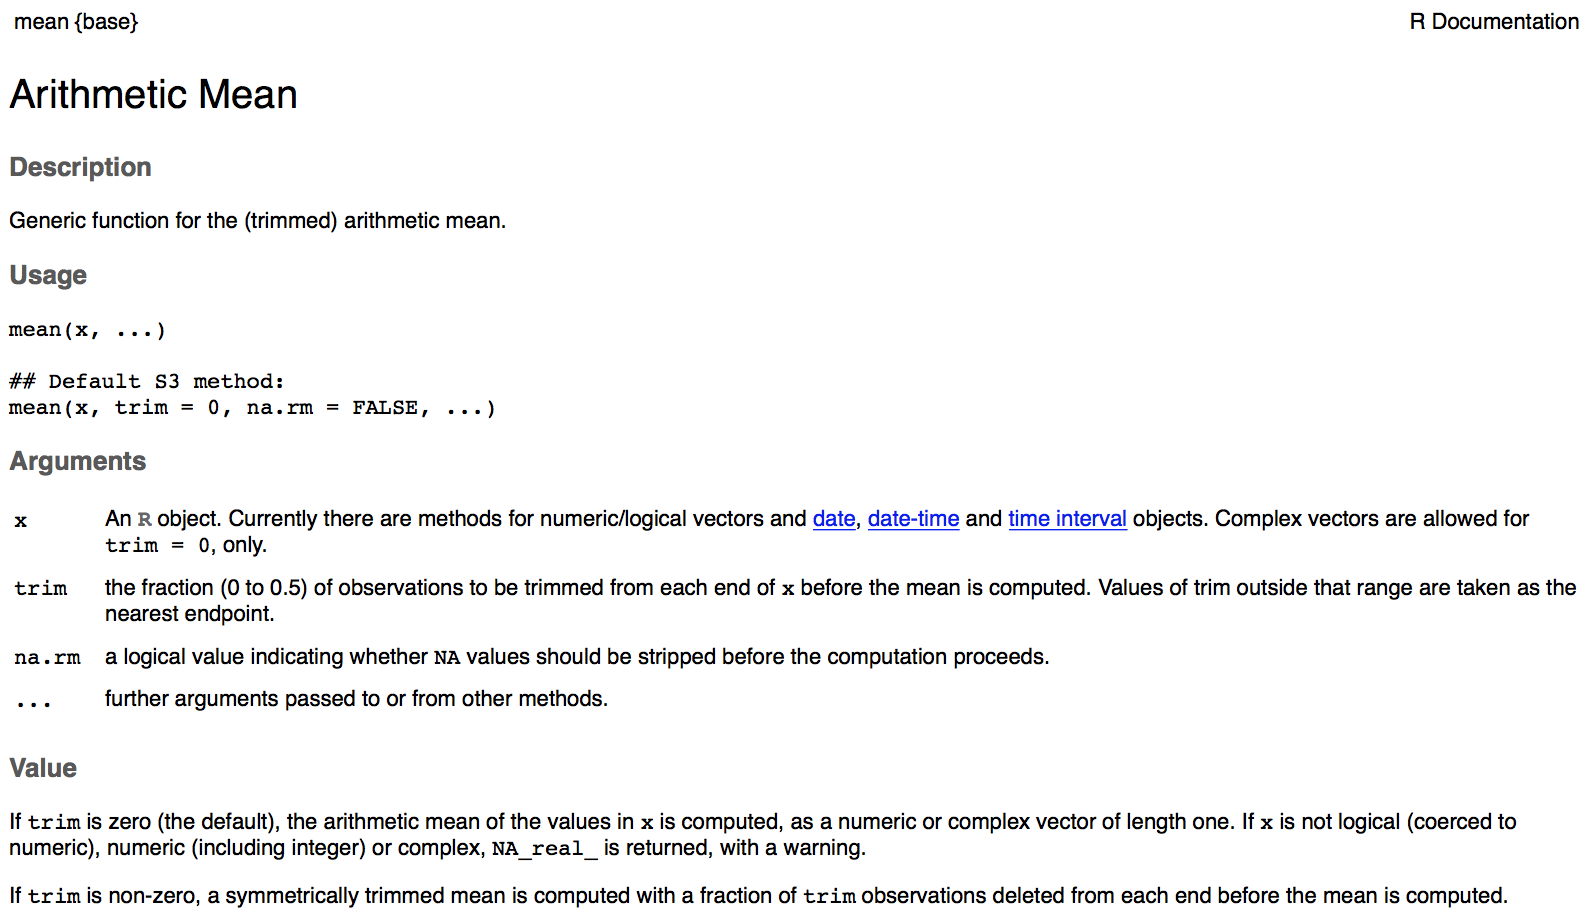 mean {base}
R Documentation
Arithmetic Mean
Description
Generic function for the (trimmed) arithmetic mean.
Usage
mean(x, ...)
## Default S3 method:
mean(x, trim = 0, na.rm = FALSE, ...)
Arguments
x
An R object. Currently there are methods for numeric/logical vectors and date, date-time and time interval objects. Complex vectors are allowed for
trim = 0, only.
trim
the fraction (0 to 0.5) of observations to be trimmed from each end of x before the mean is computed. Values of trim outside that range are taken as the
nearest endpoint.
na.rm
a logical value indicating whether NA values should be stripped before the computation proceeds.
...
further arguments passed to or from other methods.
Value
If trim is zero (the default), the arithmetic mean of the values in x is computed, as a numeric or complex vector of length one. If x is not logical (coerced to
numeric), numeric (including integer) or complex, NA_real_ is returned, with a warning.
If trim is non-zero, a symmetrically trimmed mean is computed with a fraction of trim observations deleted from each end before the mean is computed.